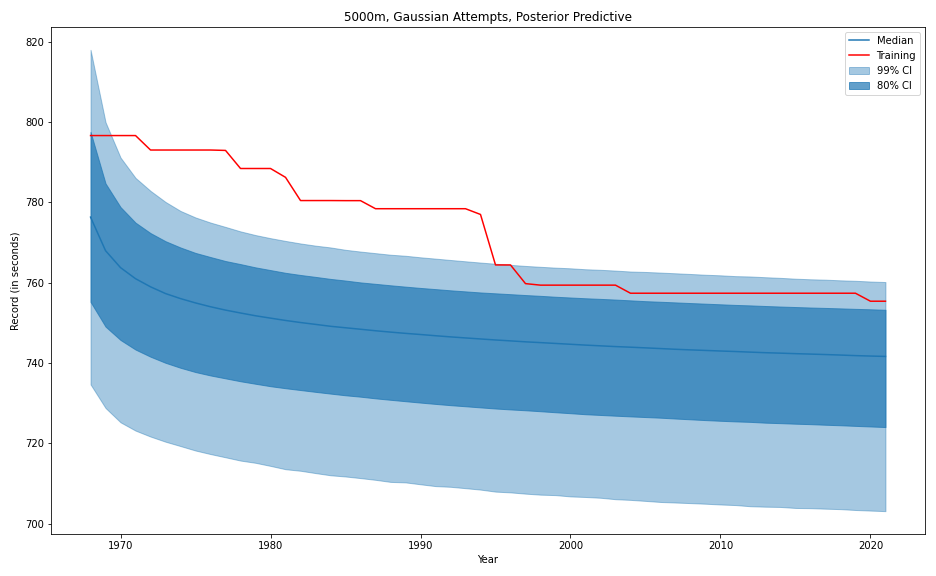 5000m, Gaussian Attempts, Posterior Predictive
Median
Training
99% CI
80% CI
820
800
780
760
740
720
700
Record (in seconds)
1970
1980
1990
2000
2010
2020
Year